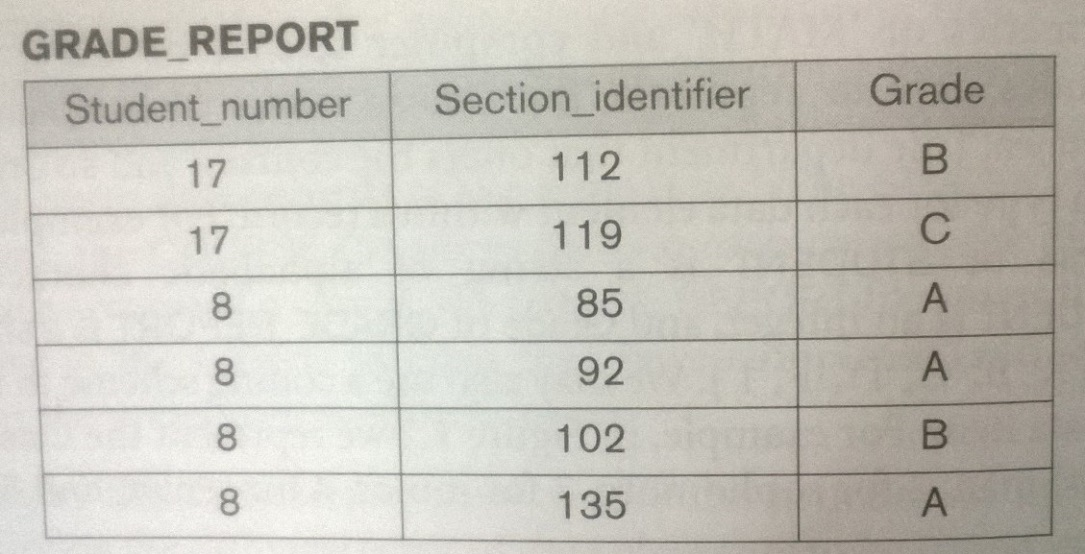 GRADE_REPORT
Student_number Section_identifier Grade
17 112 B
17 119 C
8 85 A
8 92 A
8 102 B
8 135 A